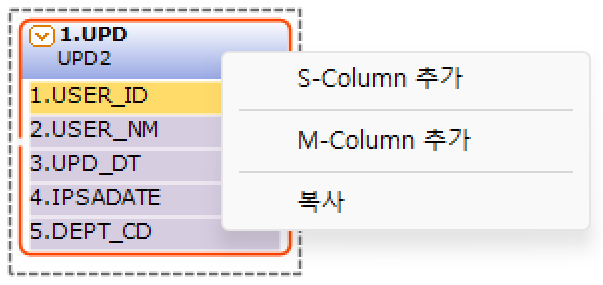 1.UPD
UPD2
1.USER_ID
2.USER_NM
3.UPD_DT
4.IPSADATE
5.DEPT_CD
S-Column 추가
M-Column 추가
복사